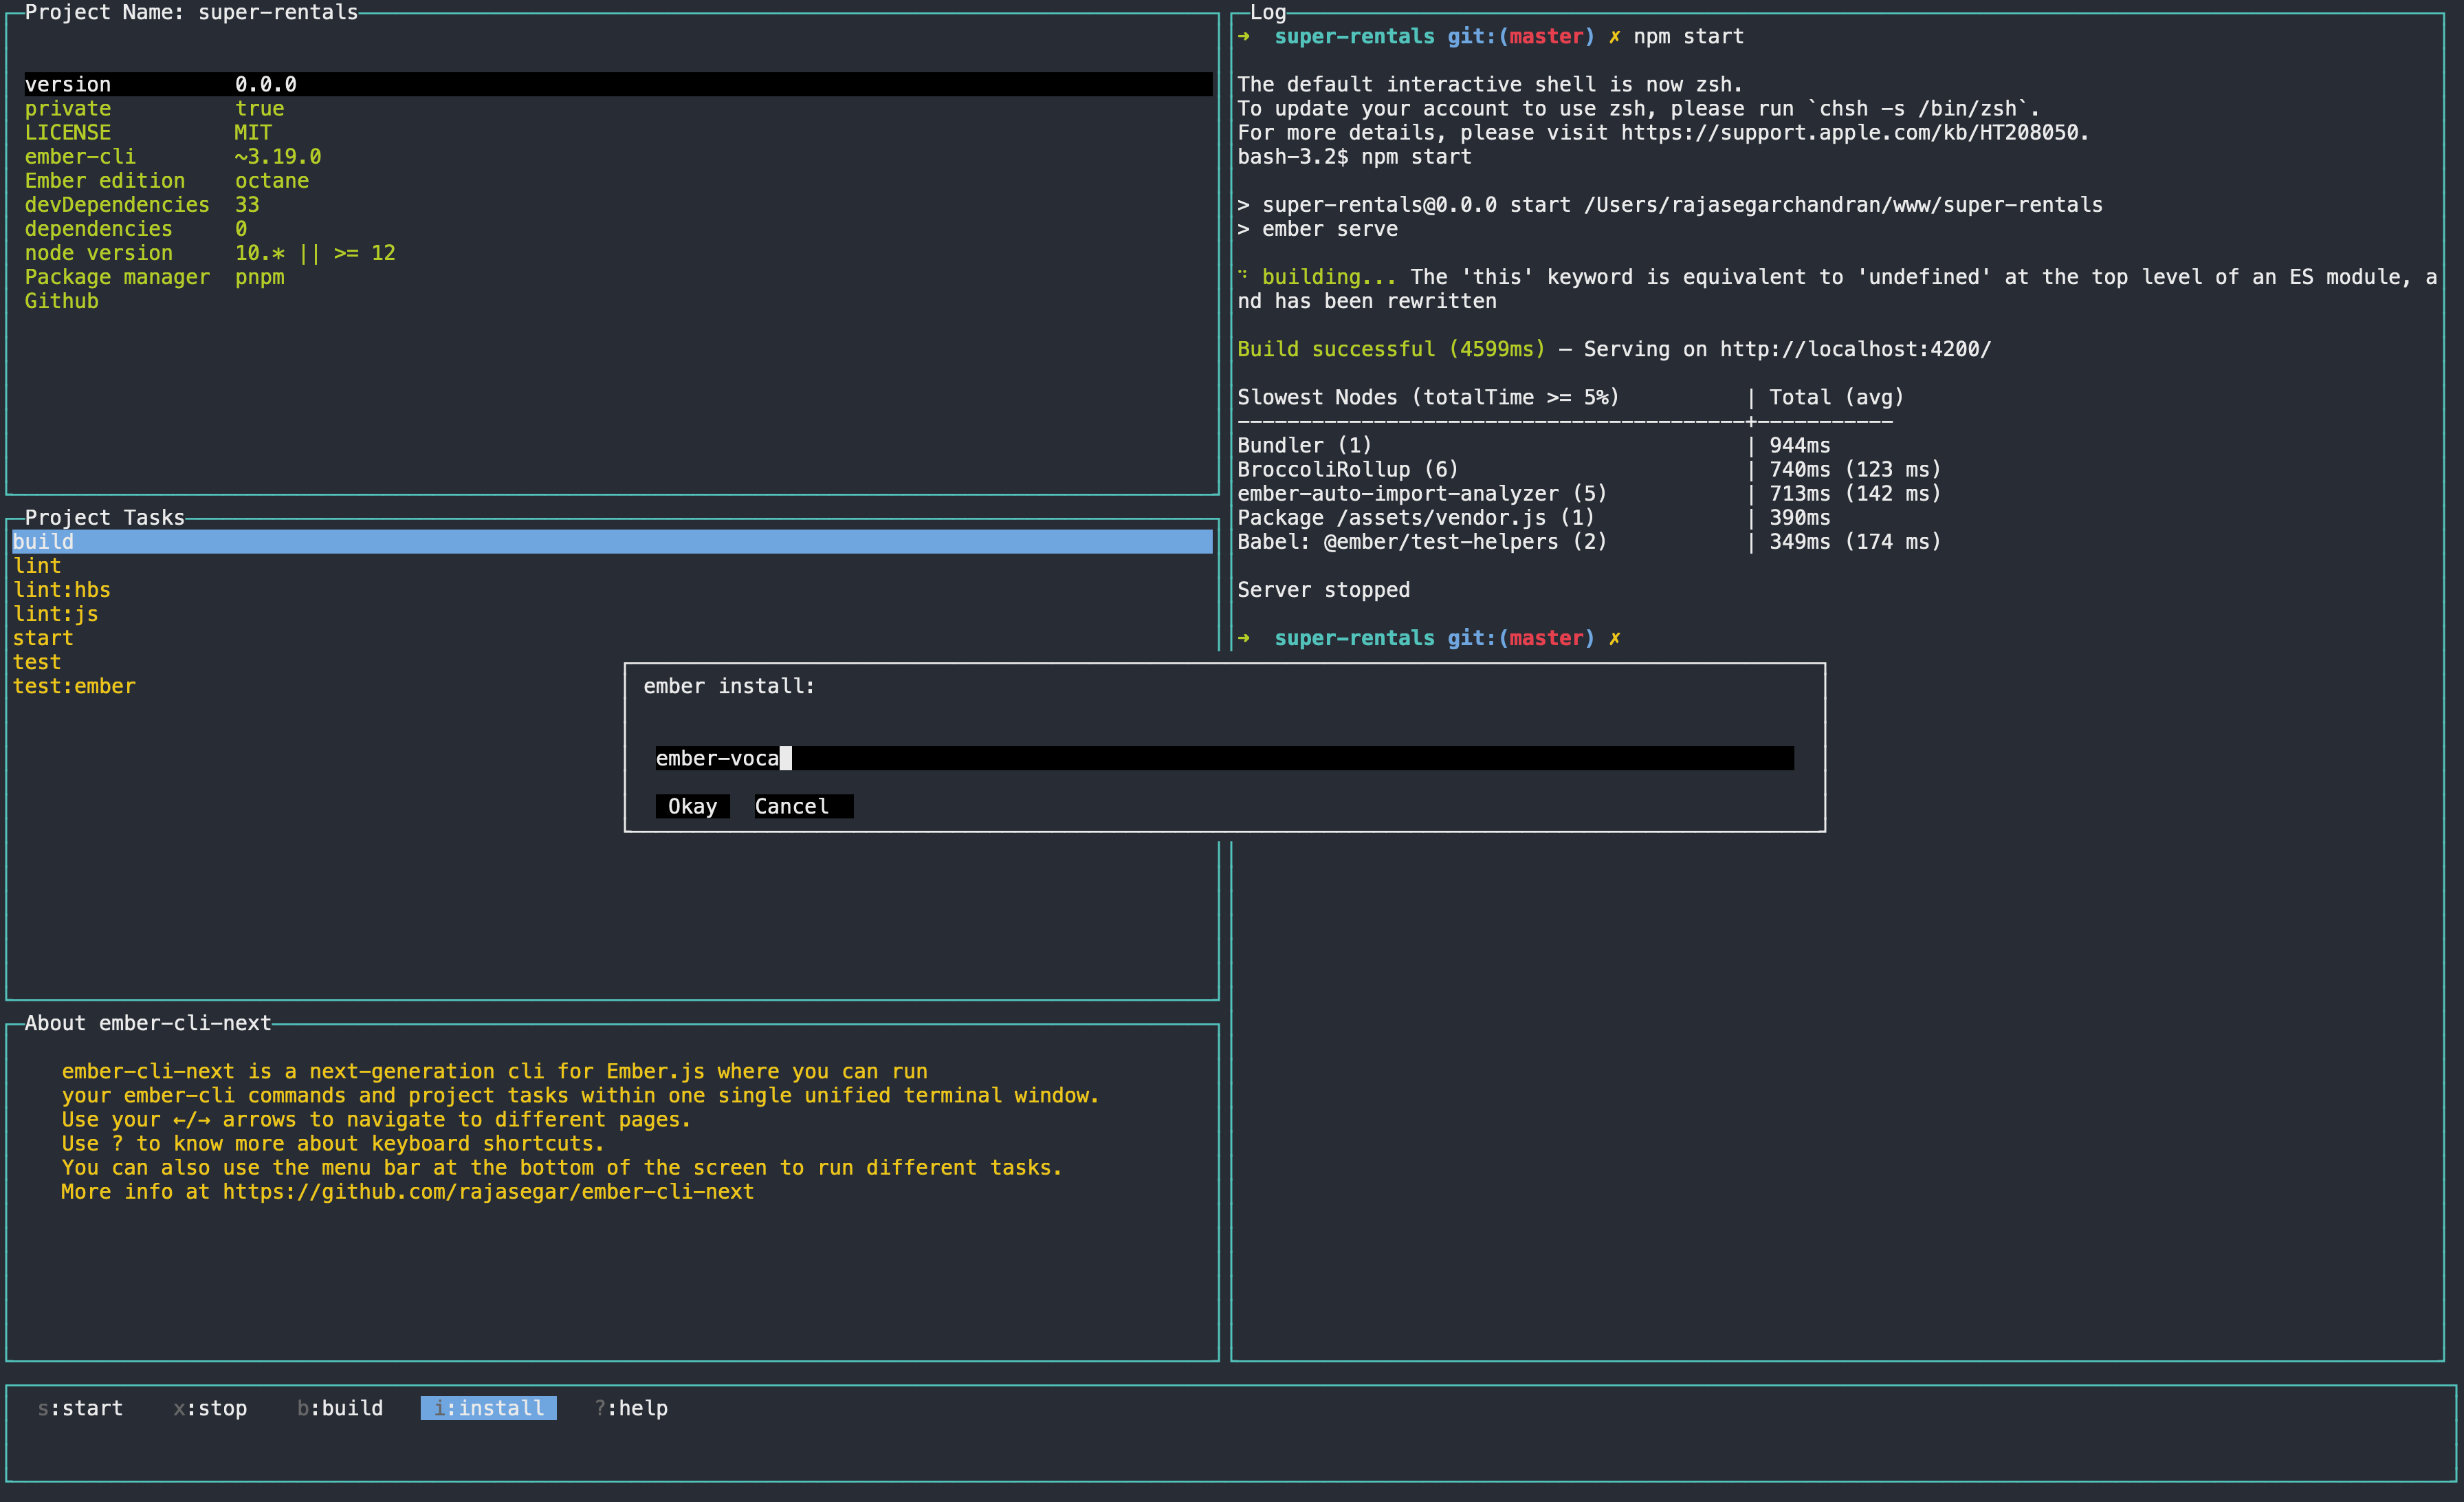 Project Name: super-rentals
version 0.0.0
private true
LICENSE MIT
ember-cli ~3.19.0
Ember edition octane
devDependencies 33
dependencies 0
node version 10.* || >= 12
Package manager pnpm
Github
Project Tasks
build
lint
lint:hbs
lint:js
start
test
test:ember
About ember-cli-next
ember-cli-next is a next-generation cli for Ember.js where you can run
your ember-cli commands and project tasks within one single unified terminal window.
Use your ←/→ arrows to navigate to different pages.
Use ? to know more about keyboard shortcuts.
You can also use the menu bar at the bottom of the screen to run different tasks.
More info at https://github.com/rajasegar/ember-cli-next
Log
➜ super-rentals git:(master) ✗ npm start
The default interactive shell is now zsh.
To update your account to use zsh, please run `chsh -s /bin/zsh`.
For more details, please visit https://support.apple.com/kb/HT208050.
bash-3.2$ npm start
> super-rentals@0.0.0 start /Users/rajasegarchandran/www/super-rentals
> ember serve
⠙ building... The 'this' keyword is equivalent to 'undefined' at the top level of an ES module, a
nd has been rewritten
Build successful (4599ms) – Serving on http://localhost:4200/
Slowest Nodes (totalTime >= 5%) | Total (avg)
-----------------------------------------+-----------
Bundler (1) | 944ms
BroccoliRollup (6) | 740ms (123 ms)
ember-auto-import-analyzer (5) | 713ms (142 ms)
Package /assets/vendor.js (1) | 390ms
Babel: @ember/test-helpers (2) | 349ms (174 ms)
Server stopped
➜ super-rentals git:(master) ✗
ember install:
ember-voca
Okay Cancel
s:start x:stop b:build i:install ?:help